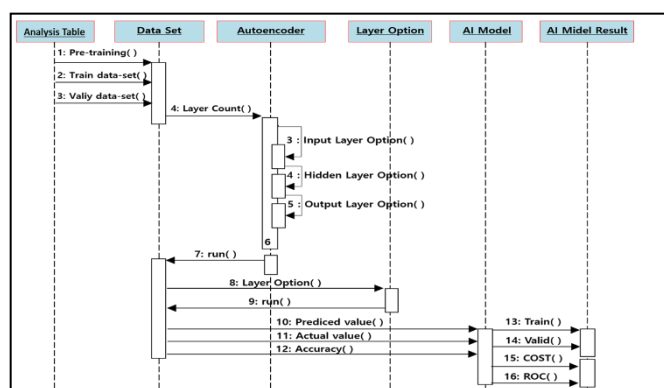 Analysis Table
Data Set
Autoencoder
Layer Option
AI Model
AI Midel Result
1: Pre-training( )
2: Train data-set( )
3: Valiy data-set( )
4: Layer Count( )
3 : Input Layer Option( )
4 : Hidden Layer Option( )
5 : Output Layer Option( )
6
7: run( )
8: Layer Option( )
9: run( )
10: Prediced value( )
11: Actual value( )
12: Accuracy( )
13: Train( )
14: Valid( )
15: COST( )
16: ROC( )